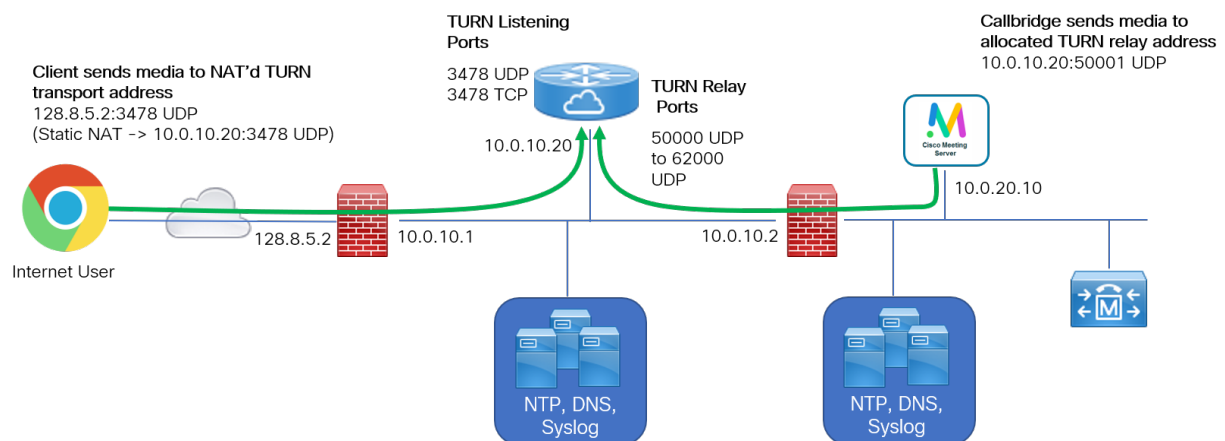 Client sends media to NAT'd TURN
transport address
128.8.5.2:3478 UDP
(Static NAT -> 10.0.10.20:3478 UDP)
TURN Listening
Ports
3478 UDP
3478 TCP
10.0.10.20
TURN Relay
Ports
50000 UDP
to 62000
UDP
Callbridge sends media to
allocated TURN relay address
10.0.10.20:50001 UDP
Cisco Meeting
Server
10.0.20.10
Internet User
128.8.5.2
10.0.10.1
10.0.10.2
M
NTP, DNS,
Syslog
NTP, DNS,
Syslog